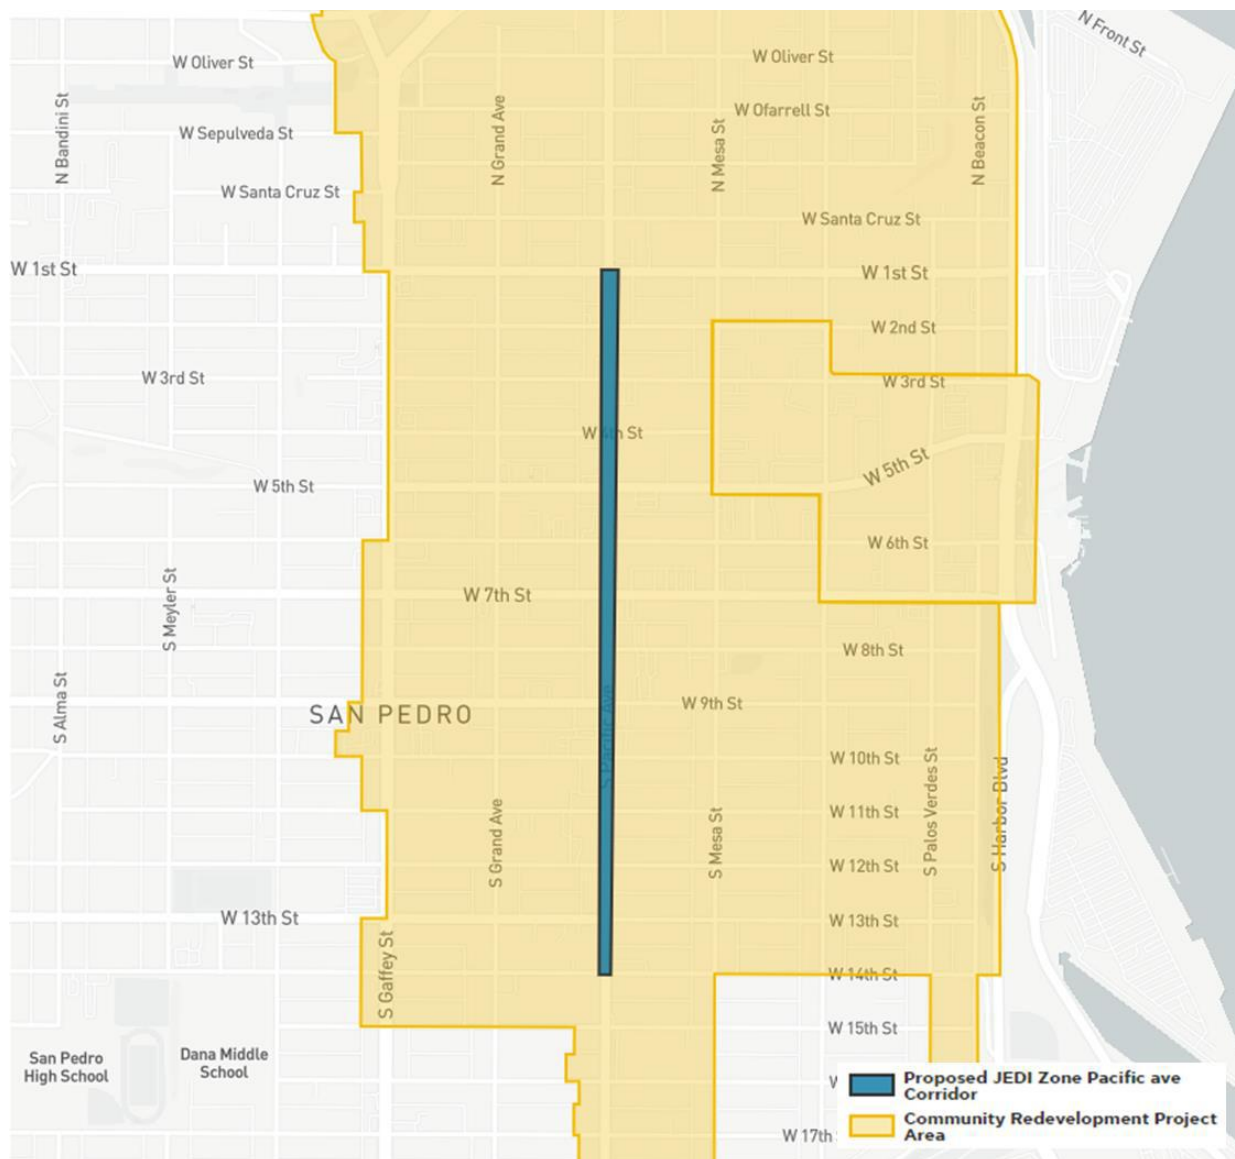 N Front St
W Oliver St
W Oliver St
N Bandini St
N Grand Ave
W Ofarrell St
N Mesa St
N Beacon St
W Sepulveda St
W Santa Cruz St
W Santa Cruz St
W 1st St
W 1st St
W 2nd St
W 3rd St
W 3rd St
W 4th St
W 5th St
W 5th St
W 6th St
S Meyler St
W 7th St
W 8th St
S Alma St
SAN PEDRO
S Pacific Ave
W 9th St
W 10th St
S Palos Verdes St
S Harbor Blvd
S Grand Ave
S Mesa St
W 11th St
W 12th St
W 13th St
W 13th St
S Gaffey St
W 14th St
W 15th St
San Pedro
High School
Dana Middle
School
W 17th
Proposed JEDI Zone Pacific ave
Corridor
Community Redevelopment Project
Area